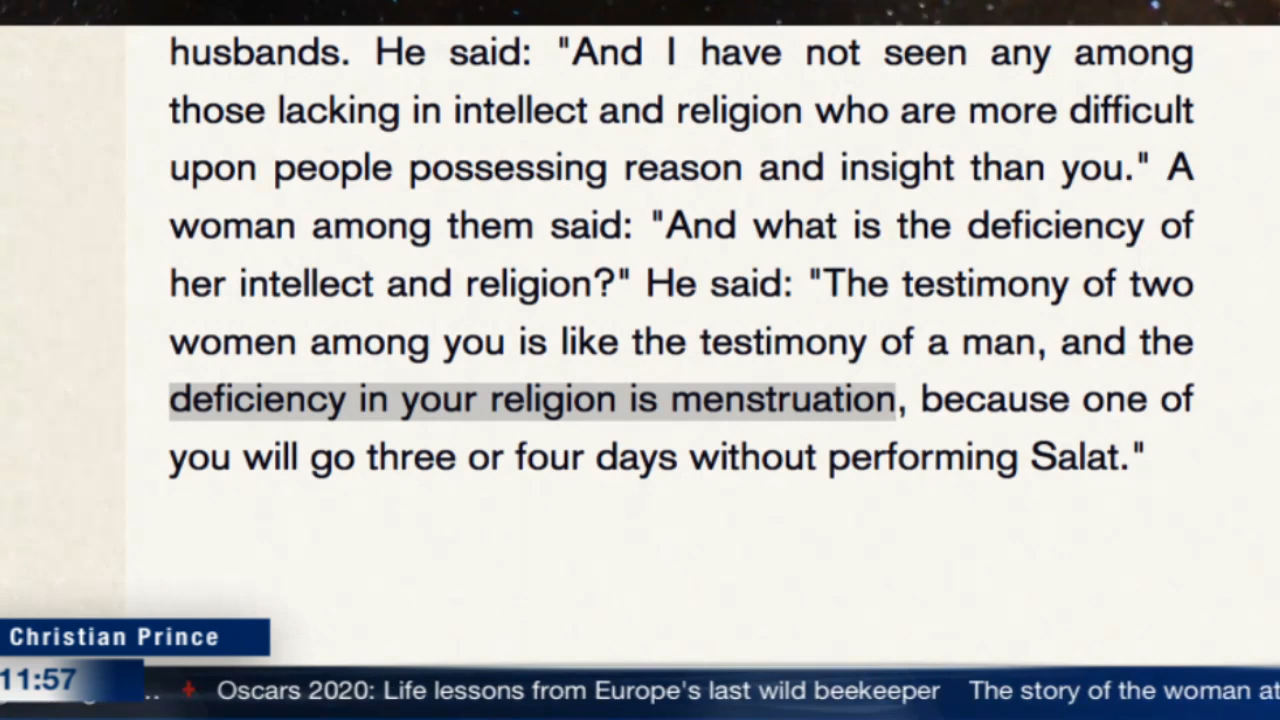 husbands. He said: "And I have not seen any among
those lacking in intellect and religion who are more difficult
upon people possessing reason and insight than you." A
woman among them said: "And what is the deficiency of
her intellect and religion?" He said: "The testimony of two
women among you is like the testimony of a man, and the
deficiency in your religion is menstruation, because one of
you will go three or four days without performing Salat."
Christian Prince
11:57
.. Oscars 2020: Life lessons from Europe's last wild beekeeper The story of the woman at